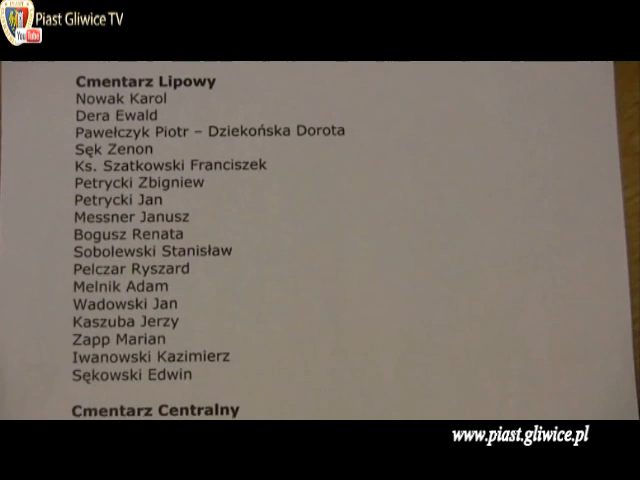 Piast Gliwice TV
You Tube
Cmentarz Lipowy
Nowak Karol
Dera Ewald
Pawełczyk Piotr – Dziekońska Dorota
Sęk Zenon
Ks. Szatkowski Franciszek
Petrycki Zbigniew
Petrycki Jan
Messner Janusz
Bogusz Renata
Sobolewski Stanisław
Pelczar Ryszard
Melnik Adam
Wadowski Jan
Kaszuba Jerzy
Zapp Marian
Iwanowski Kazimierz
Sękowski Edwin
Cmentarz Centralny
www.piast.gliwice.pl